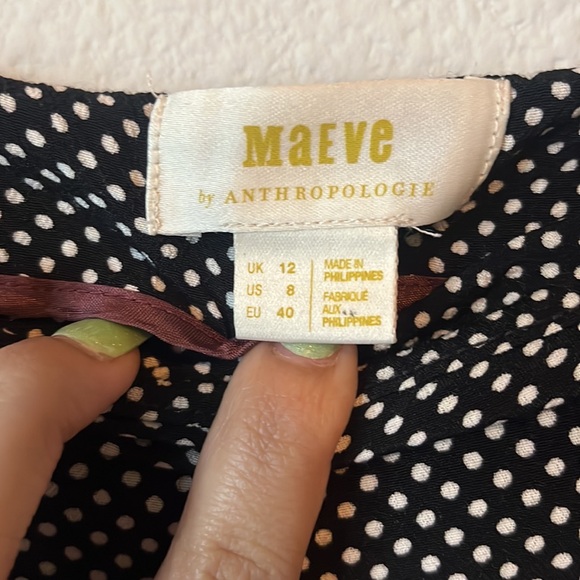 MaEve
by ANTHROPOLOGIE
UK 12
US 8
EU 40
MADE IN
PHILIPPINES
FABRIQUÉ
AUX
PHILIPPINES